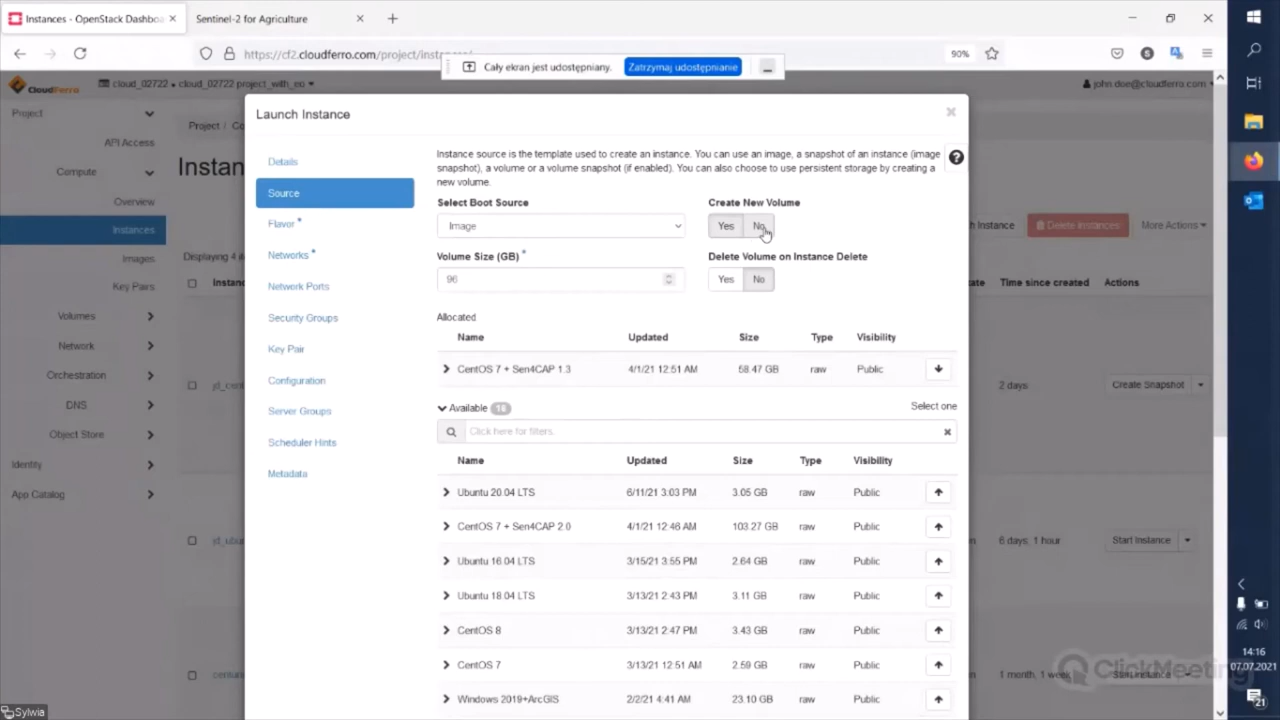 Instances - OpenStack Dashboa
Sentinel-2 for Agriculture
https://cf2.cloudferro.com/project/instances/
90%
Cały ekran jest udostępniany.
Zatrzymaj udostępnianie
CloudFerro
cloud_02722 • cloud_02722 project_with_eo
john.doe@cloudferro.com
Project
API Access
Compute
Overview
Instances
Images
Key Pairs
Volumes
Network
Orchestration
DNS
Object Store
Identity
App Catalog
Project / Co
Instan
Displaying 4 it
Instan
jd_cent
jd_ubu
h Instance
Delete Instances
More Actions
Time since created
Actions
2 days
Create Snapshot
6 days, 1 hour
Start Instance
1 month, 1 week
Start Instance
Launch Instance
Details
Source
Flavor *
Networks *
Network Ports
Security Groups
Key Pair
Configuration
Server Groups
Scheduler Hints
Metadata
Instance source is the template used to create an instance. You can use an image, a snapshot of an instance (image
snapshot), a volume or a volume snapshot (if enabled). You can also choose to use persistent storage by creating a
new volume.
Select Boot Source
Create New Volume
Image
Yes No
Volume Size (GB) *
Delete Volume on Instance Delete
96
Yes No
Allocated
Name Updated Size Type Visibility
CentOS 7 + Sen4CAP 1.3 4/1/21 12:51 AM 58.47 GB raw Public
Available 16 Select one
Click here for filters.
Name Updated Size Type Visibility
Ubuntu 20.04 LTS 6/11/21 3:03 PM 3.05 GB raw Public
CentOS 7 + Sen4CAP 2.0 4/1/21 12:46 AM 103.27 GB raw Public
Ubuntu 16.04 LTS 3/15/21 3:55 PM 2.64 GB raw Public
Ubuntu 18.04 LTS 3/13/21 2:43 PM 3.11 GB raw Public
CentOS 8 3/13/21 2:47 PM 3.43 GB raw Public
CentOS 7 3/13/21 12:51 AM 2.59 GB raw Public
Windows 2019+ArcGIS 2/2/21 4:41 AM 23.10 GB raw Public
14:16
07.07.2021
21
ClickMeeting
Sylwia